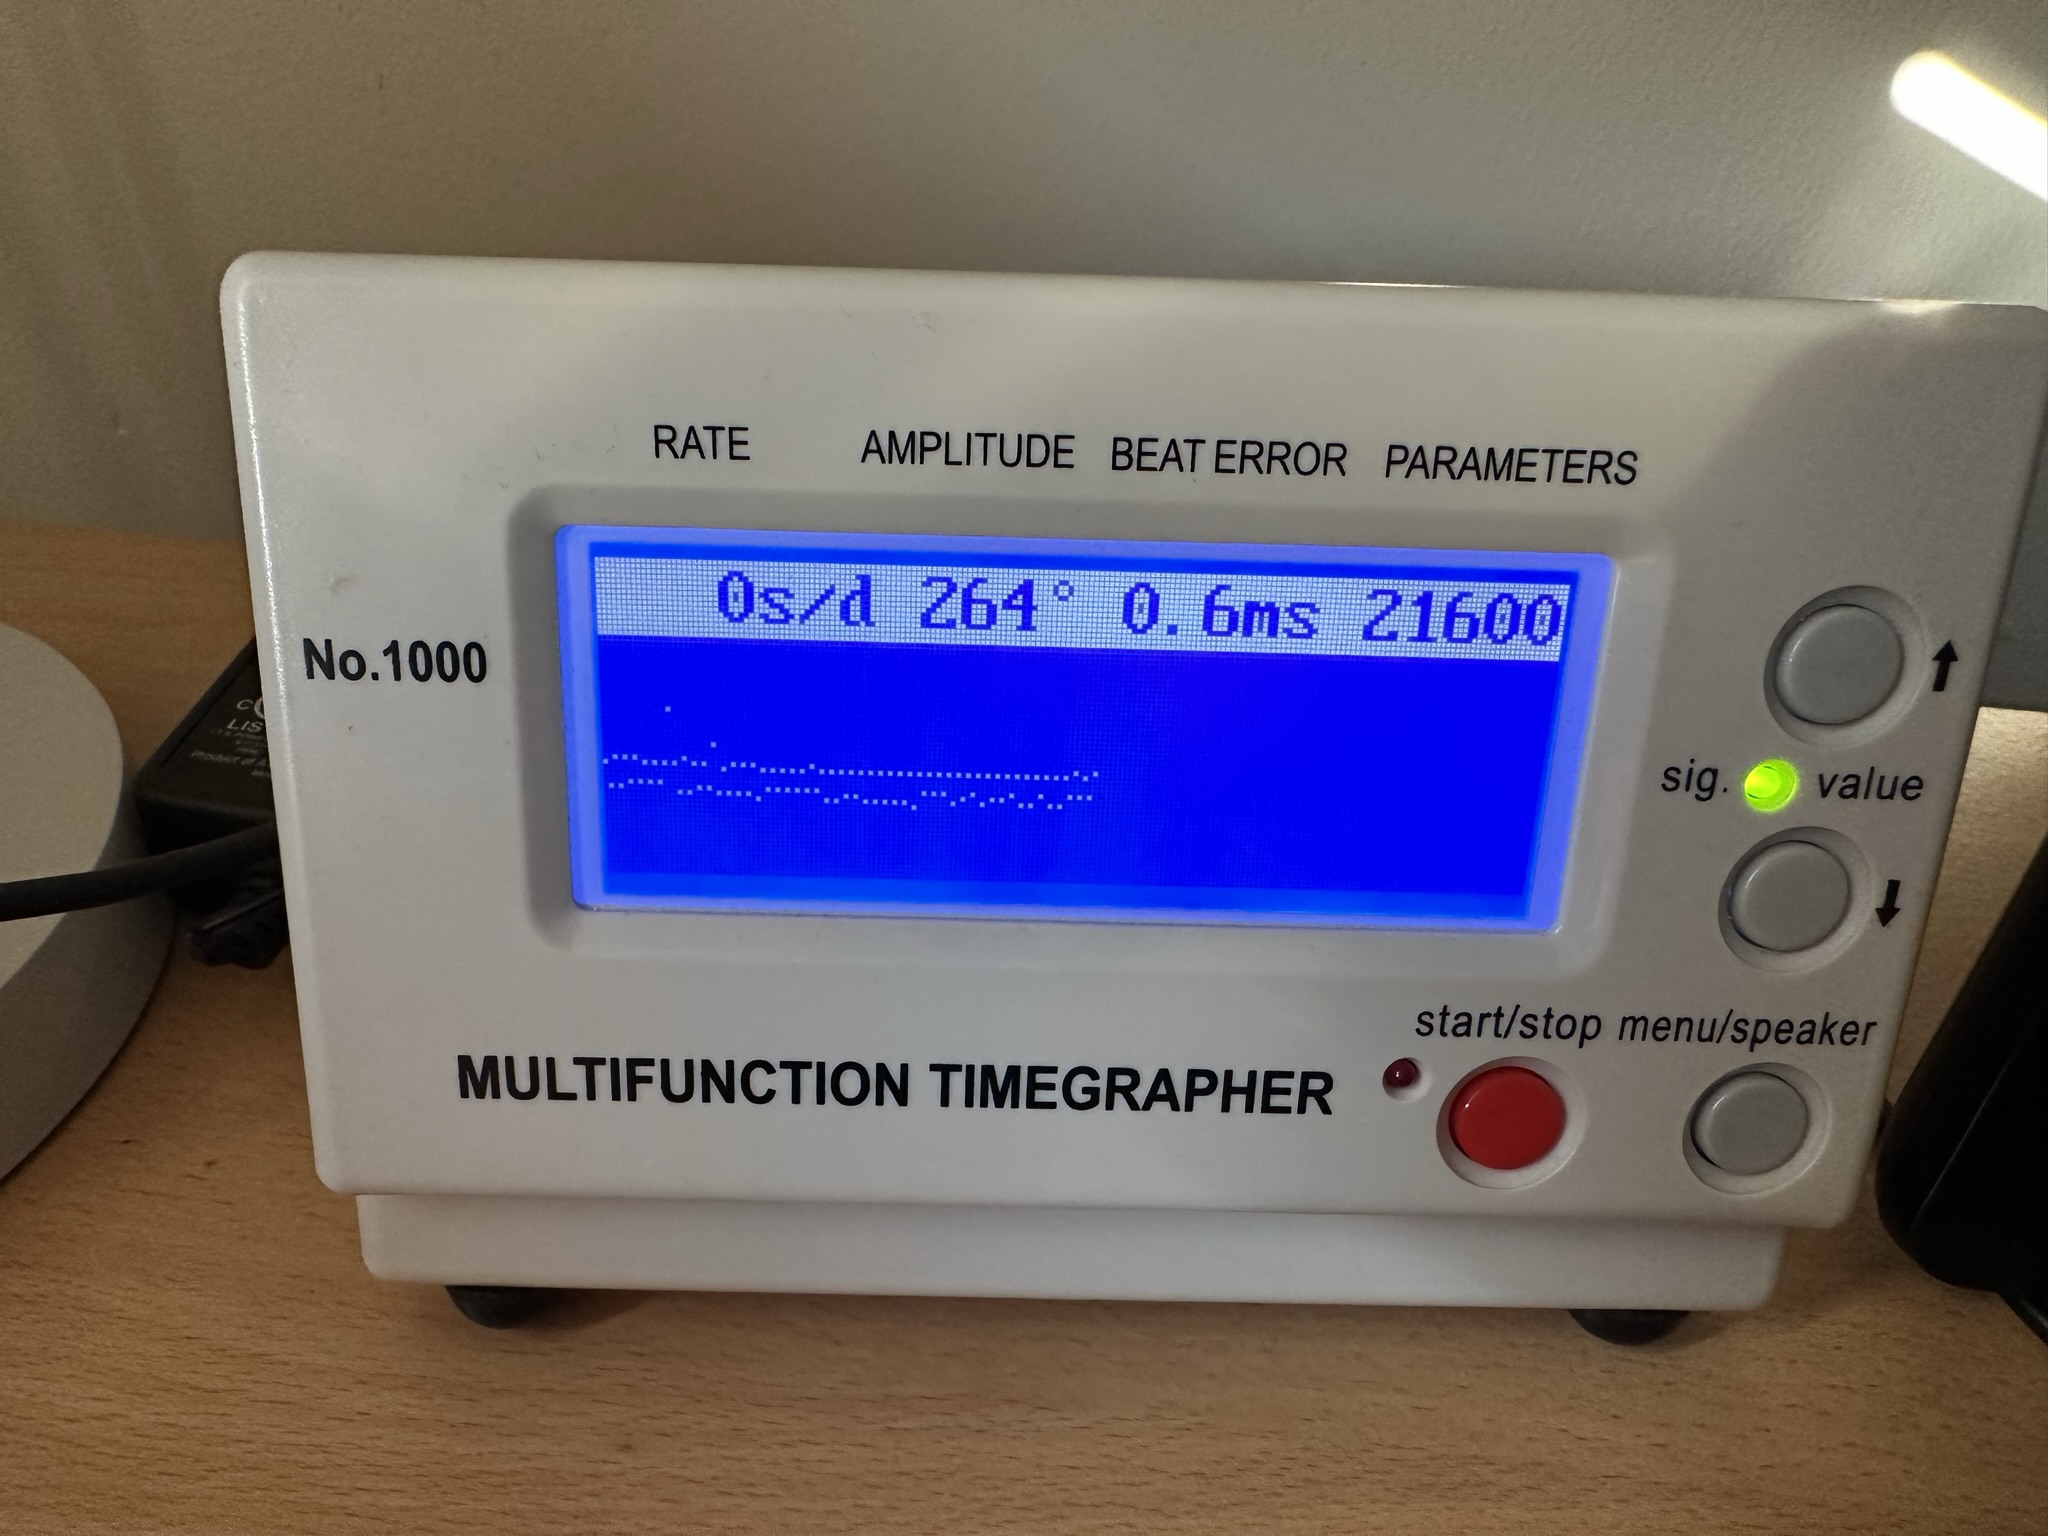 RATE AMPLITUDE BEAT ERROR PARAMETERS
0s/d 264° 0.6ms 21600
No.1000
sig. value
start/stop menu/speaker
MULTIFUNCTION TIMEGRAPHER